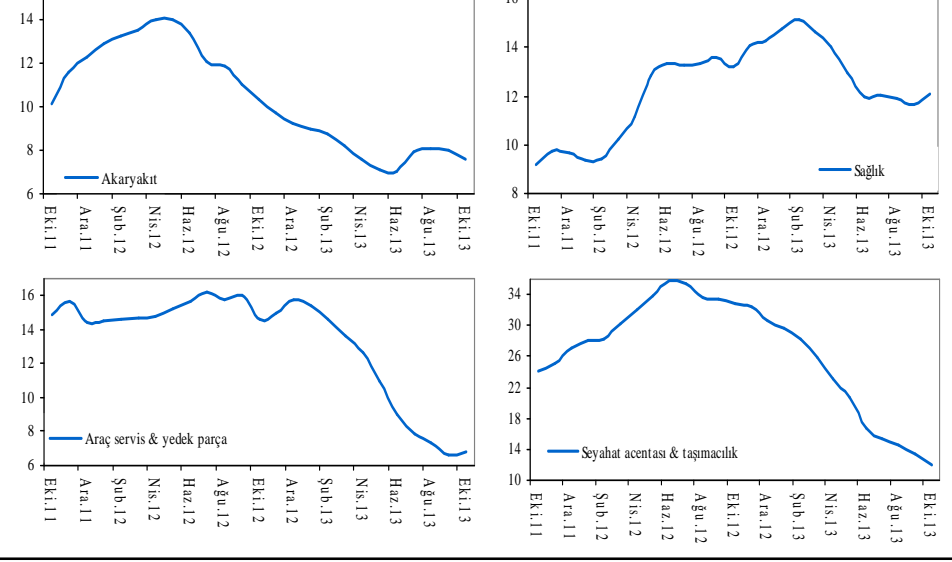 14
12
10
8
6
Akaryakıt
Eki.11
Ara.11
Şub.12
Nis.12
Haz.12
Ağu.12
Eki.12
Ara.12
Şub.13
Nis.13
Haz.13
Ağu.13
Eki.13
16
14
12
10
8
Sağlık
Eki.11
Ara.11
Şub.12
Nis.12
Haz.12
Ağu.12
Eki.12
Ara.12
Şub.13
Nis.13
Haz.13
Ağu.13
Eki.13
16
14
12
10
8
6
Araç servis & yedek parça
Eki.11
Ara.11
Şub.12
Nis.12
Haz.12
Ağu.12
Eki.12
Ara.12
Şub.13
Nis.13
Haz.13
Ağu.13
Eki.13
34
30
26
22
18
14
10
Seyahat acentası & taşımacılık
Eki.11
Ara.11
Şub.12
Nis.12
Haz.12
Ağu.12
Eki.12
Ara.12
Şub.13
Nis.13
Haz.13
Ağu.13
Eki.13